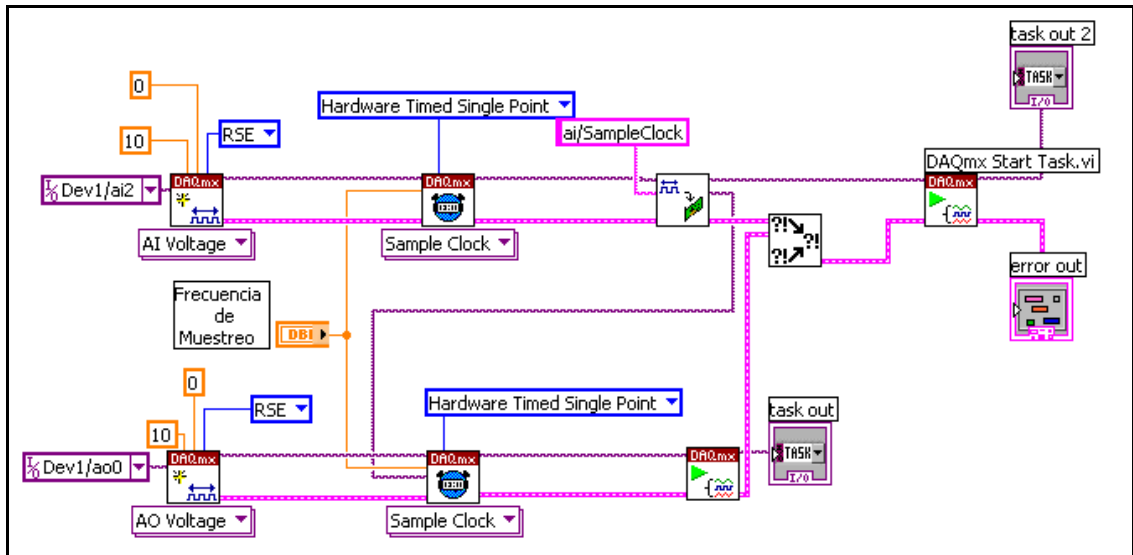 task out 2
TASK
I/O
0
Hardware Timed Single Point
10
RSE
ai/SampleClock
DAQmx Start Task.vi
I/O Dev1/ai2
DAQmx
DAQmx
DAQmx
AI Voltage
Sample Clock
?!
?!
?!
error out
Frecuencia
de
Muestreo
DBL
0
RSE
Hardware Timed Single Point
task out
10
TASK
I/O
I/O Dev1/ao0
DAQmx
DAQmx
DAQmx
AO Voltage
Sample Clock